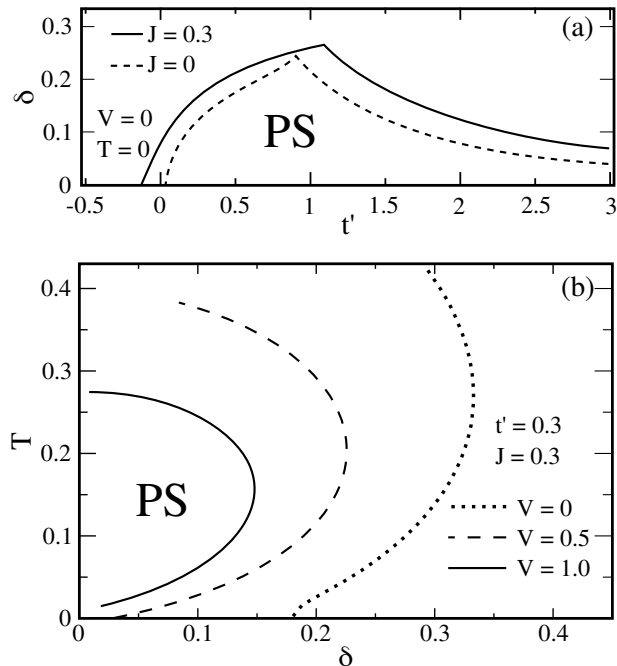 (a)
0.3
0.2
0.1
0
δ
J = 0.3
J = 0
V = 0
T = 0
PS
-0.5 0 0.5 1 1.5 2 2.5 3
t'
(b)
0.4
0.3
0.2
0.1
0
T
PS
t' = 0.3
J = 0.3
V = 0
V = 0.5
V = 1.0
0 0.1 0.2 0.3 0.4
δ